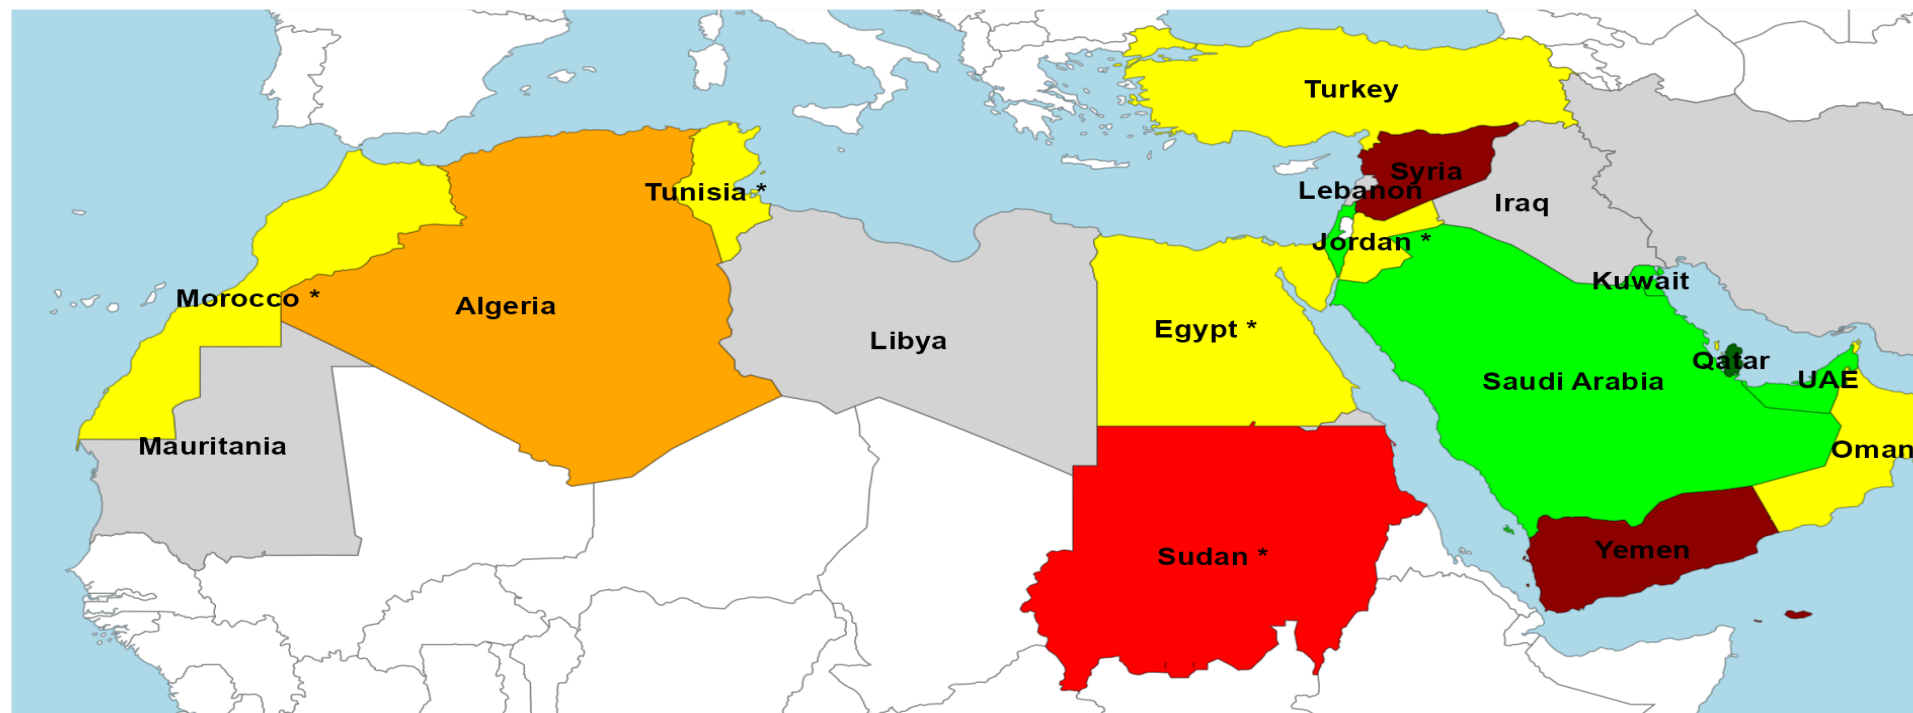 Turkey
Syria
Tunisia *
Lebanon
Iraq
Jordan *
Kuwait
Morocco *
Algeria
Egypt *
Libya
Qatar
Saudi Arabia
UAE
Mauritania
Oman
Yemen
Sudan *